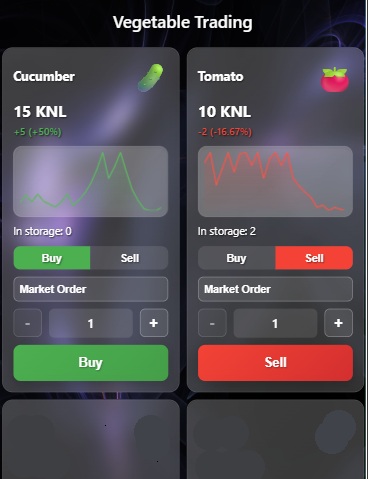 Vegetable Trading
Cucumber
15 KNL
+5 (+50%)
In storage: 0
Buy Sell
Market Order
- 1 +
Buy
Tomato
10 KNL
-2 (-16.67%)
In storage: 2
Buy Sell
Market Order
- 1 +
Sell